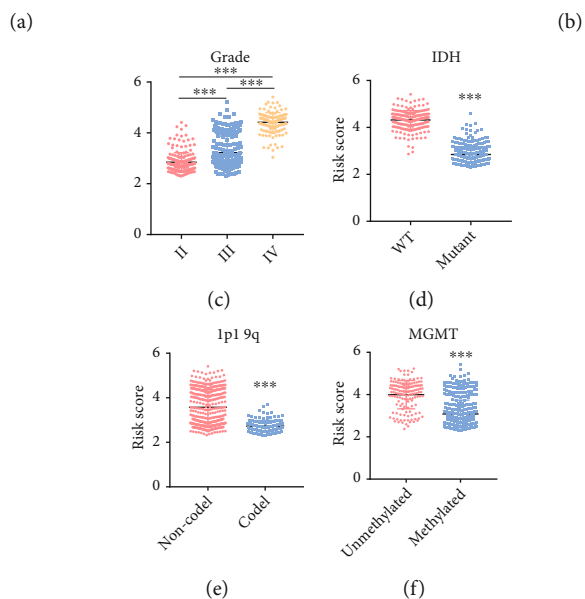 (a)
(b)
Grade
***
***
***
6
4
2
0
II
III
IV
(c)
IDH
***
Risk score
6
4
2
0
WT
Mutant
(d)
1p1 9q
***
Risk score
6
4
2
0
Non-codel
Codel
(e)
MGMT
***
Risk score
6
4
2
0
Unmethylated
Methylated
(f)